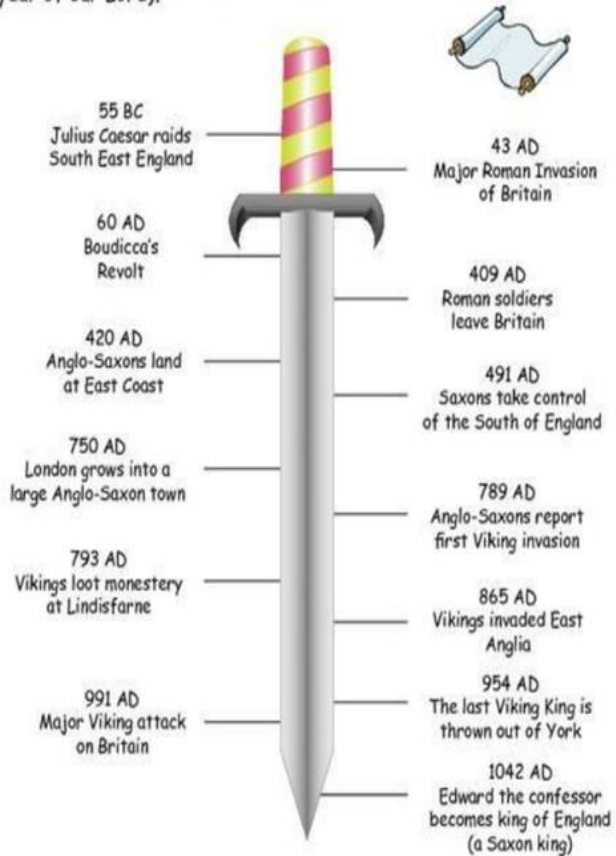 year of our Lord).
55 BC
Julius Caesar raids
South East England
43 AD
Major Roman Invasion
of Britain
60 AD
Boudicca's
Revolt
409 AD
Roman soldiers
leave Britain
420 AD
Anglo-Saxons land
at East Coast
491 AD
Saxons take control
of the South of England
750 AD
London grows into a
large Anglo-Saxon town
789 AD
Anglo-Saxons report
first Viking invasion
793 AD
Vikings loot monestery
at Lindisfarne
865 AD
Vikings invaded East
Anglia
954 AD
The last Viking King is
thrown out of York
991 AD
Major Viking attack
on Britain
1042 AD
Edward the confessor
becomes king of England
(a Saxon king)